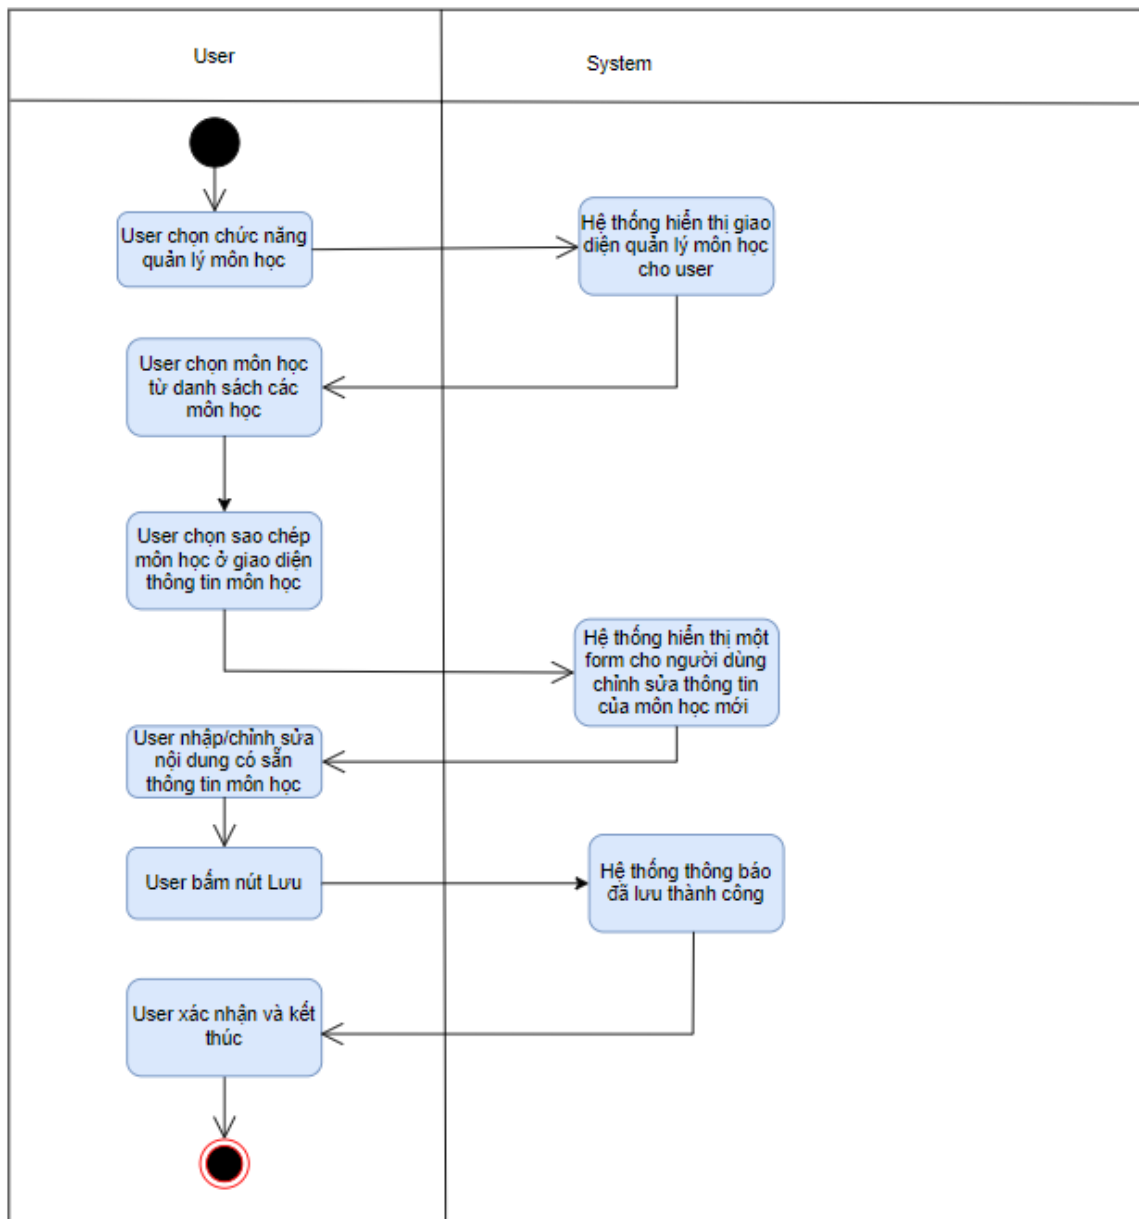 User
System
User chọn chức năng
quản lý môn học
Hệ thống hiển thị giao
diện quản lý môn học
cho user
User chọn môn học
từ danh sách các
môn học
User chọn sao chép
môn học ở giao diện
thông tin môn học
Hệ thống hiển thị một
form cho người dùng
chỉnh sửa thông tin
của môn học mới
User nhập/chỉnh sửa
nội dung có sẵn
thông tin môn học
User bấm nút Lưu
Hệ thống thông báo
đã lưu thành công
User xác nhận và kết
thúc